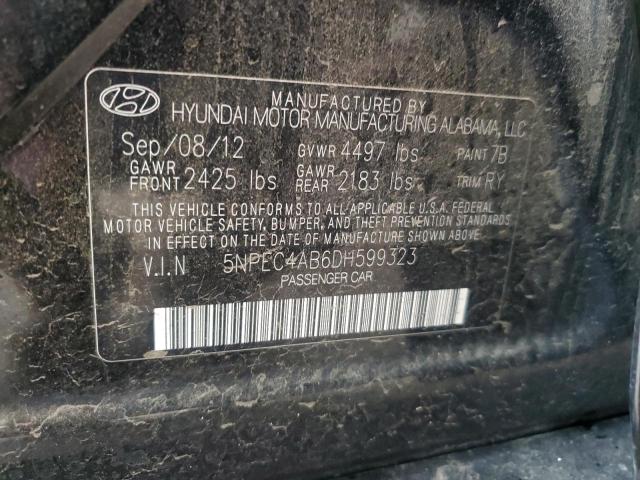 MANUFACTURED BY
HYUNDAI MOTOR MANUFACTURING ALABAMA, LLC
Sep/08/12 GVWR 4497 lbs PAINT 7B
GAWR FRONT 2425 lbs GAWR REAR 2183 lbs TRIM RY
THIS VEHICLE CONFORMS TO ALL APPLICABLE U.S.A. FEDERAL
MOTOR VEHICLE SAFETY, BUMPER, AND THEFT PREVENTION STANDARDS
IN EFFECT ON THE DATE OF MANUFACTURE SHOWN ABOVE.
V.I.N 5NPEC4AB6DH599323
PASSENGER CAR